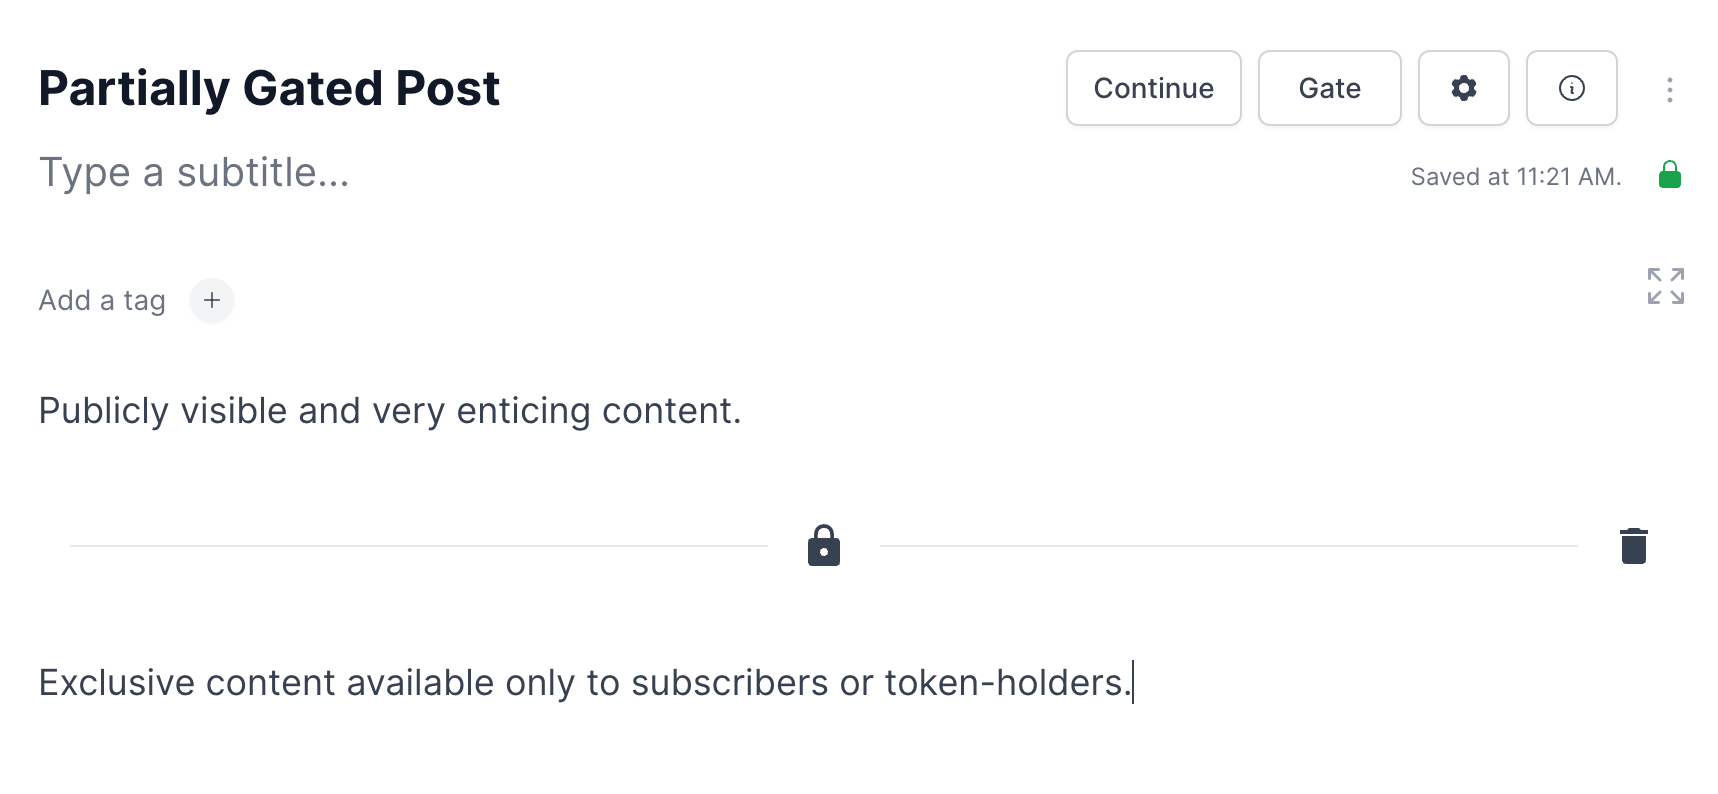 Partially Gated Post
Continue
Gate
Type a subtitle...
Saved at 11:21 AM.
Add a tag +
Publicly visible and very enticing content.
Exclusive content available only to subscribers or token-holders.